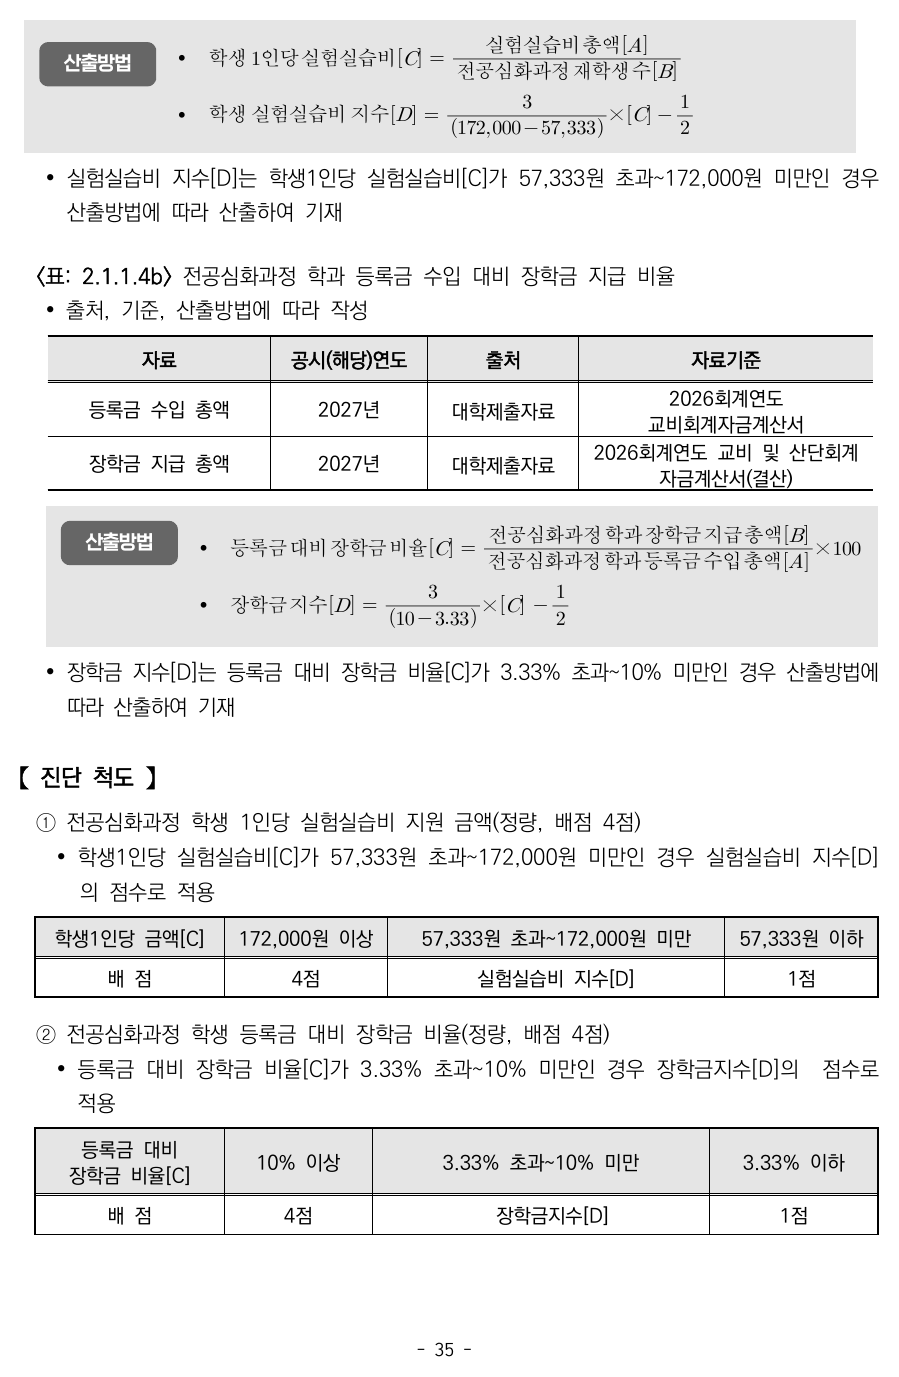 산출방법
• 학생 1인당 실험실습비[C] = 실험실습비 총액[A] / 전공심화과정 재학생수[B]
• 학생 실험실습비 지수[D] = 3 / (172,000－57,333) ×[C]－ 1 / 2
• 실험실습비 지수[D]는 학생1인당 실험실습비[C]가 57,333원 초과~172,000원 미만인 경우
산출방법에 따라 산출하여 기재
〈표: 2.1.1.4b〉 전공심화과정 학과 등록금 수입 대비 장학금 지급 비율
• 출처, 기준, 산출방법에 따라 작성
자료 공시(해당)연도 출처 자료기준
등록금 수입 총액 2027년 대학제출자료 2026회계연도
교비회계자금계산서
장학금 지급 총액 2027년 대학제출자료 2026회계연도 교비 및 산단회계
자금계산서(결산)
산출방법
• 등록금 대비 장학금 비율[C] = 전공심화과정 학과 장학금 지급 총액[B] / 전공심화과정 학과 등록금 수입 총액[A] ×100
• 장학금 지수[D] = 3 / (10－3.33) ×[C]－ 1 / 2
• 장학금 지수[D]는 등록금 대비 장학금 비율[C]가 3.33% 초과~10% 미만인 경우 산출방법에
따라 산출하여 기재
【 진단 척도 】
① 전공심화과정 학생 1인당 실험실습비 지원 금액(정량, 배점 4점)
• 학생1인당 실험실습비[C]가 57,333원 초과~172,000원 미만인 경우 실험실습비 지수[D]
의 점수로 적용
학생1인당 금액[C] 172,000원 이상 57,333원 초과~172,000원 미만 57,333원 이하
배 점 4점 실험실습비 지수[D] 1점
② 전공심화과정 학생 등록금 대비 장학금 비율(정량, 배점 4점)
• 등록금 대비 장학금 비율[C]가 3.33% 초과~10% 미만인 경우 장학금지수[D]의 점수로
적용
등록금 대비
장학금 비율[C] 10% 이상 3.33% 초과~10% 미만 3.33% 이하
배 점 4점 장학금지수[D] 1점
- 35 -